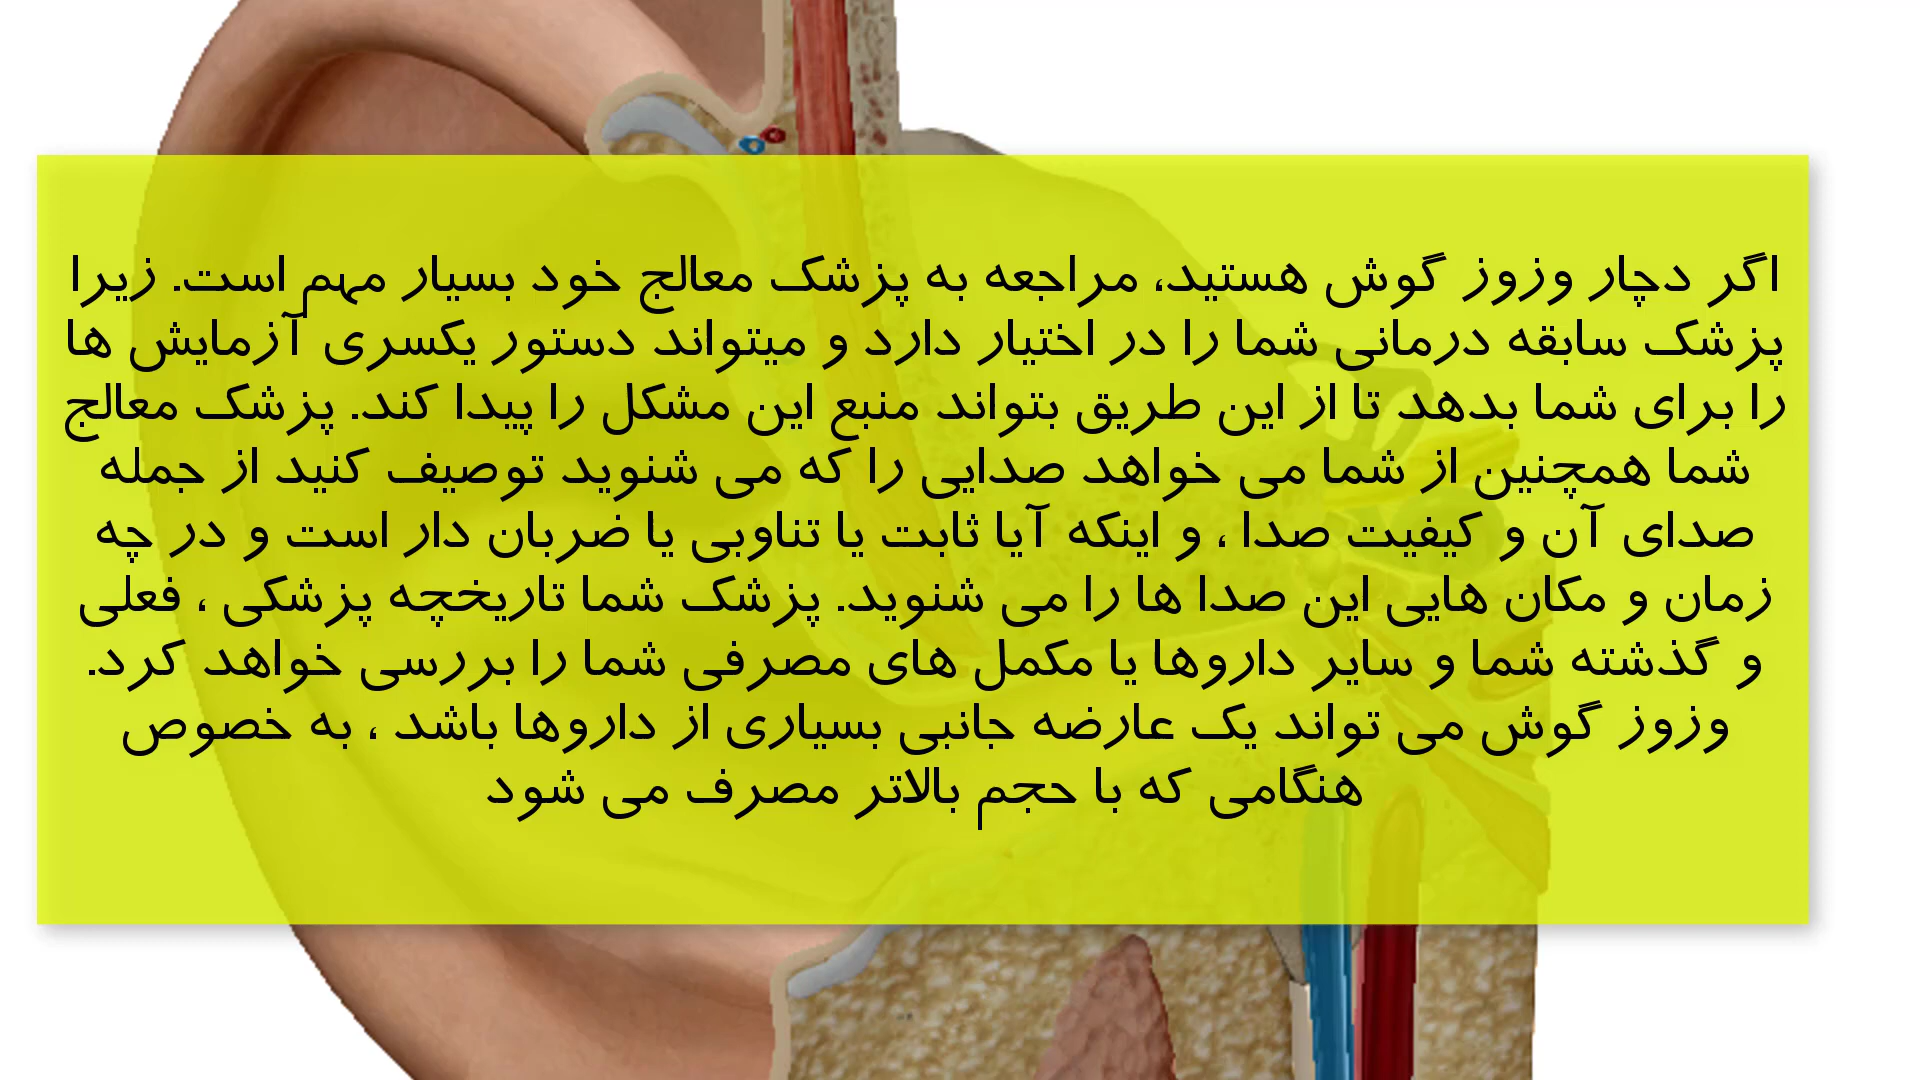 اگر دچار وزوز گوش هستید، مراجعه به پزشک معالج خود بسیار مهم است. زیرا
پزشک سابقه درمانی شما را در اختیار دارد و میتواند دستور یکسری آزمایش ها
را برای شما بدهد تا از این طریق بتواند منبع این مشکل را پیدا کند. پزشک معالج
شما همچنین از شما می خواهد صدایی را که می شنوید توصیف کنید از جمله
صدای آن و کیفیت صدا ، و اینکه آیا ثابت یا تناوبی یا ضربان دار است و در چه
زمان و مکان هایی این صدا ها را می شنوید. پزشک شما تاریخچه پزشکی ، فعلی
و گذشته شما و سایر داروها یا مکمل های مصرفی شما را بررسی خواهد کرد.
وزوز گوش می تواند یک عارضه جانبی بسیاری از داروها باشد ، به خصوص
هنگامی که با حجم بالاتر مصرف می شود